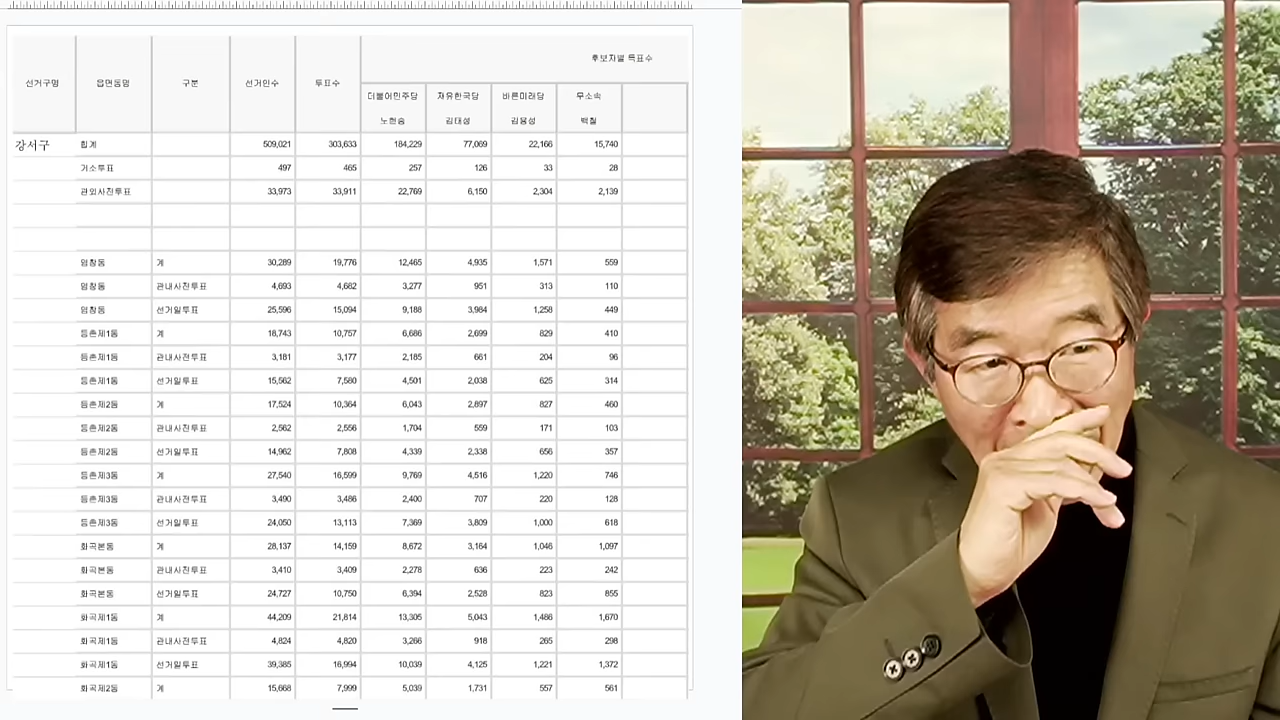 선거구명 읍면동명 구분 선거인수 투표수 후보자별 득표수
더불어민주당 자유한국당 바른미래당 무소속
노현송 김태성 김용성 백철
강서구 합계 509,021 303,633 184,229 77,069 22,166 15,740
거소투표 497 465 257 126 33 28
관외사전투표 33,973 33,911 22,769 6,150 2,304 2,139
염창동 계 30,289 19,776 12,465 4,935 1,571 559
염창동 관내사전투표 4,693 4,682 3,277 951 313 110
염창동 선거일투표 25,596 15,094 9,188 3,984 1,258 449
등촌제1동 계 18,743 10,757 6,686 2,699 829 410
등촌제1동 관내사전투표 3,181 3,177 2,185 661 204 96
등촌제1동 선거일투표 15,562 7,580 4,501 2,038 625 314
등촌제2동 계 17,524 10,364 6,043 2,897 827 460
등촌제2동 관내사전투표 2,562 2,556 1,704 559 171 103
등촌제2동 선거일투표 14,962 7,808 4,339 2,338 656 357
등촌제3동 계 27,540 16,599 9,769 4,516 1,220 746
등촌제3동 관내사전투표 3,490 3,486 2,400 707 220 128
등촌제3동 선거일투표 24,050 13,113 7,369 3,809 1,000 618
화곡본동 계 28,137 14,159 8,672 3,164 1,046 1,097
화곡본동 관내사전투표 3,410 3,409 2,278 636 223 242
화곡본동 선거일투표 24,727 10,750 6,394 2,528 823 855
화곡제1동 계 44,209 21,814 13,305 5,043 1,486 1,670
화곡제1동 관내사전투표 4,824 4,820 3,266 918 265 298
화곡제1동 선거일투표 39,385 16,994 10,039 4,125 1,221 1,372
화곡제2동 계 15,668 7,999 5,039 1,731 557 561